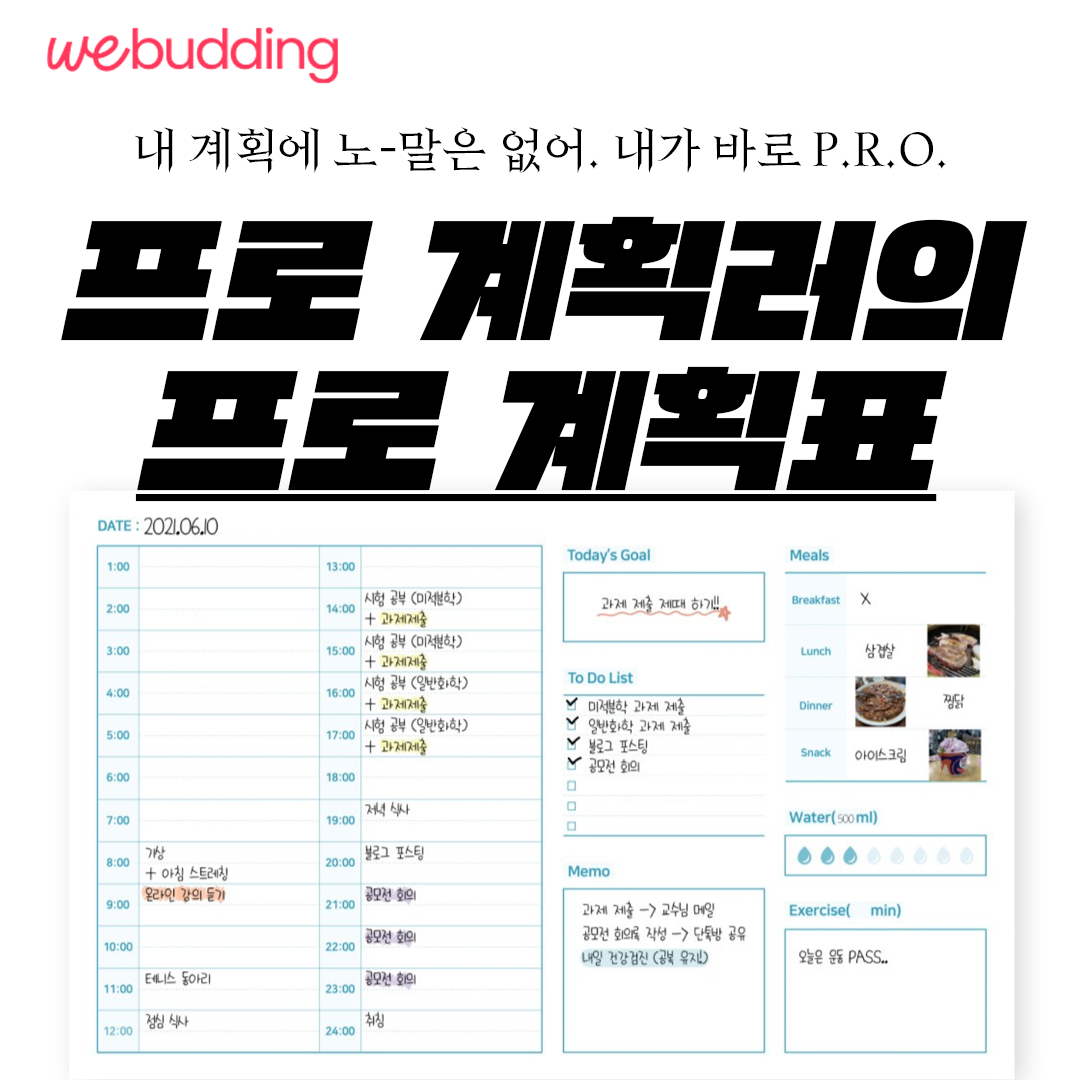 webudding
내 계획에 노-말은 없어. 내가 바로 P.R.O.
프로 계획러의
프로 계획표
DATE : 2021.06.10
1:00
2:00
3:00
4:00
5:00
6:00
7:00
8:00 기상
+ 아침 스트레칭
9:00 온라인 강의 듣기
10:00
11:00 테니스 동아리
12:00 점심 식사
13:00
14:00 시험 공부 (미적분학)
+ 과제제출
15:00 시험 공부 (미적분학)
+ 과제제출
16:00 시험 공부 (일반화학)
+ 과제제출
17:00 시험 공부 (일반화학)
+ 과제제출
18:00
19:00 저녁 식사
20:00 블로그 포스팅
21:00 공모전 회의
22:00 공모전 회의
23:00 공모전 회의
24:00 취침
Today's Goal
과제 제출 제때 하기!!
To Do List
미적분학 과제 제출
일반화학 과제 제출
블로그 포스팅
공모전 회의
Memo
과제 제출 -> 교수님 메일
공모전 회의록 작성 -> 단톡방 공유
내일 건강검진 (공복 유지!)
Meals
Breakfast X
Lunch 삼겹살
Dinner 찜닭
Snack 아이스크림
Water( 500 ml)
Exercise( min)
오늘은 운동 PASS..